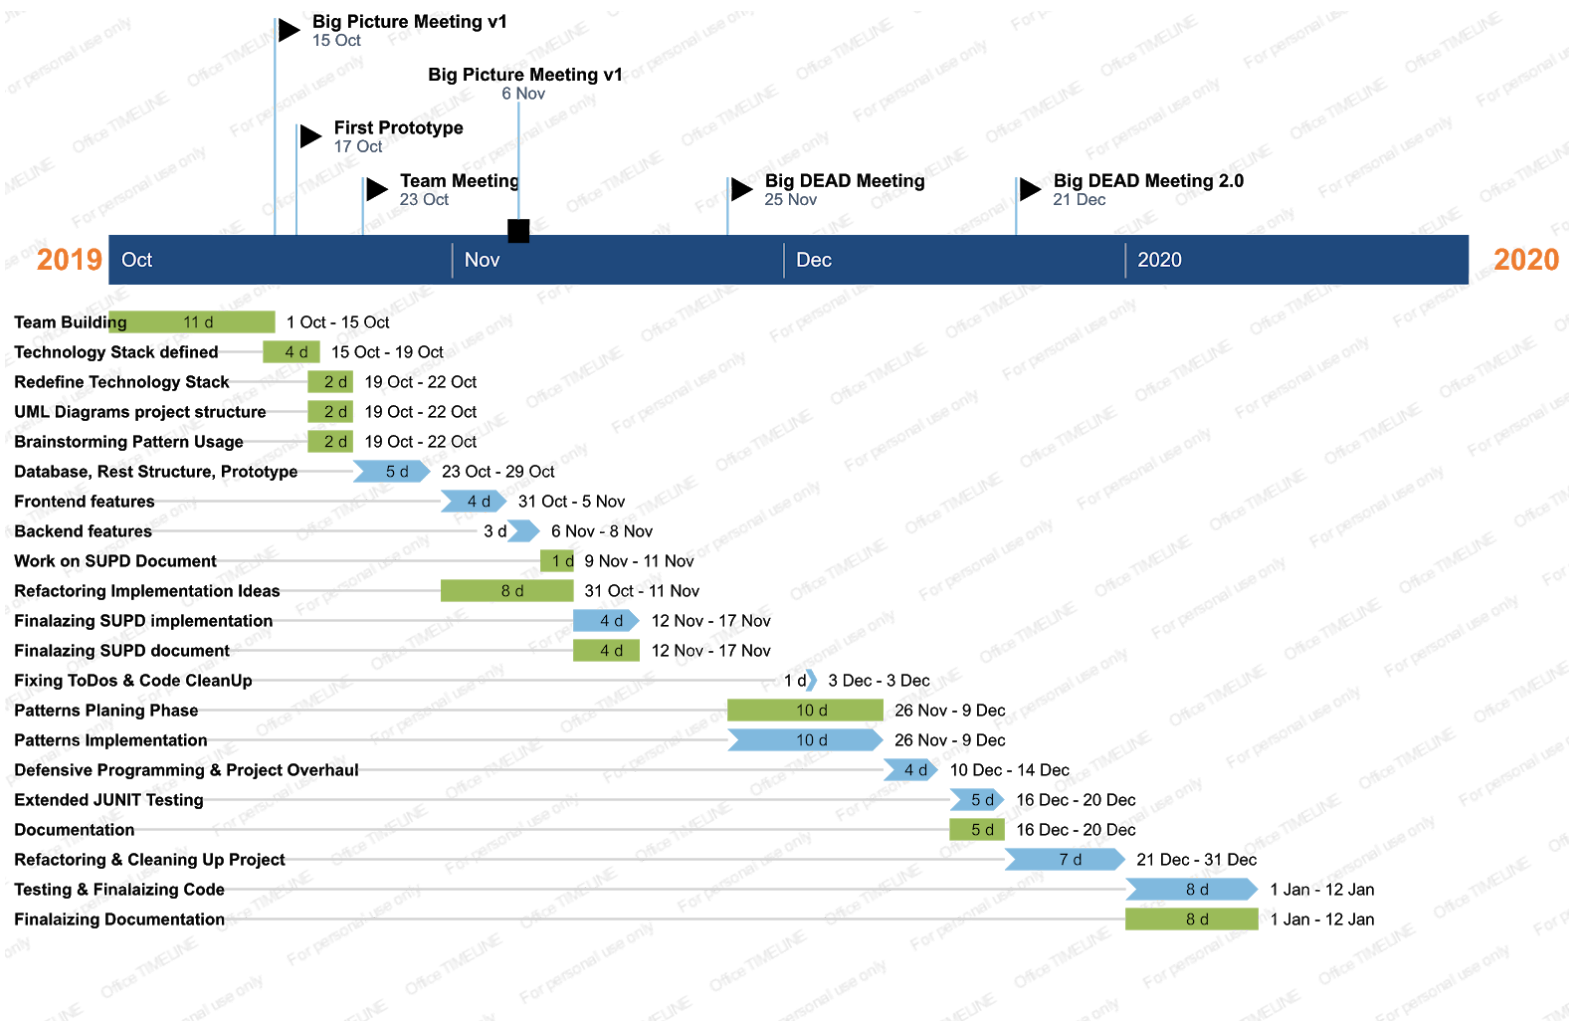 Big Picture Meeting v1
15 Oct
Big Picture Meeting v1
6 Nov
First Prototype
17 Oct
Team Meeting
23 Oct
Big DEAD Meeting
25 Nov
Big DEAD Meeting 2.0
21 Dec
2019 Oct Nov Dec 2020 2020
Team Building 11 d 1 Oct - 15 Oct
Technology Stack defined 4 d 15 Oct - 19 Oct
Redefine Technology Stack 2 d 19 Oct - 22 Oct
UML Diagrams project structure 2 d 19 Oct - 22 Oct
Brainstorming Pattern Usage 2 d 19 Oct - 22 Oct
Database, Rest Structure, Prototype 5 d 23 Oct - 29 Oct
Frontend features 4 d 31 Oct - 5 Nov
Backend features 3 d 6 Nov - 8 Nov
Work on SUPD Document 1 d 9 Nov - 11 Nov
Refactoring Implementation Ideas 8 d 31 Oct - 11 Nov
Finalazing SUPD implementation 4 d 12 Nov - 17 Nov
Finalazing SUPD document 4 d 12 Nov - 17 Nov
Fixing ToDos & Code CleanUp 1 d 3 Dec - 3 Dec
Patterns Planing Phase 10 d 26 Nov - 9 Dec
Patterns Implementation 10 d 26 Nov - 9 Dec
Defensive Programming & Project Overhaul 4 d 10 Dec - 14 Dec
Extended JUNIT Testing 5 d 16 Dec - 20 Dec
Documentation 5 d 16 Dec - 20 Dec
Refactoring & Cleaning Up Project 7 d 21 Dec - 31 Dec
Testing & Finalaizing Code 8 d 1 Jan - 12 Jan
Finalaizing Documentation 8 d 1 Jan - 12 Jan
Office TIMELINE
For personal use only